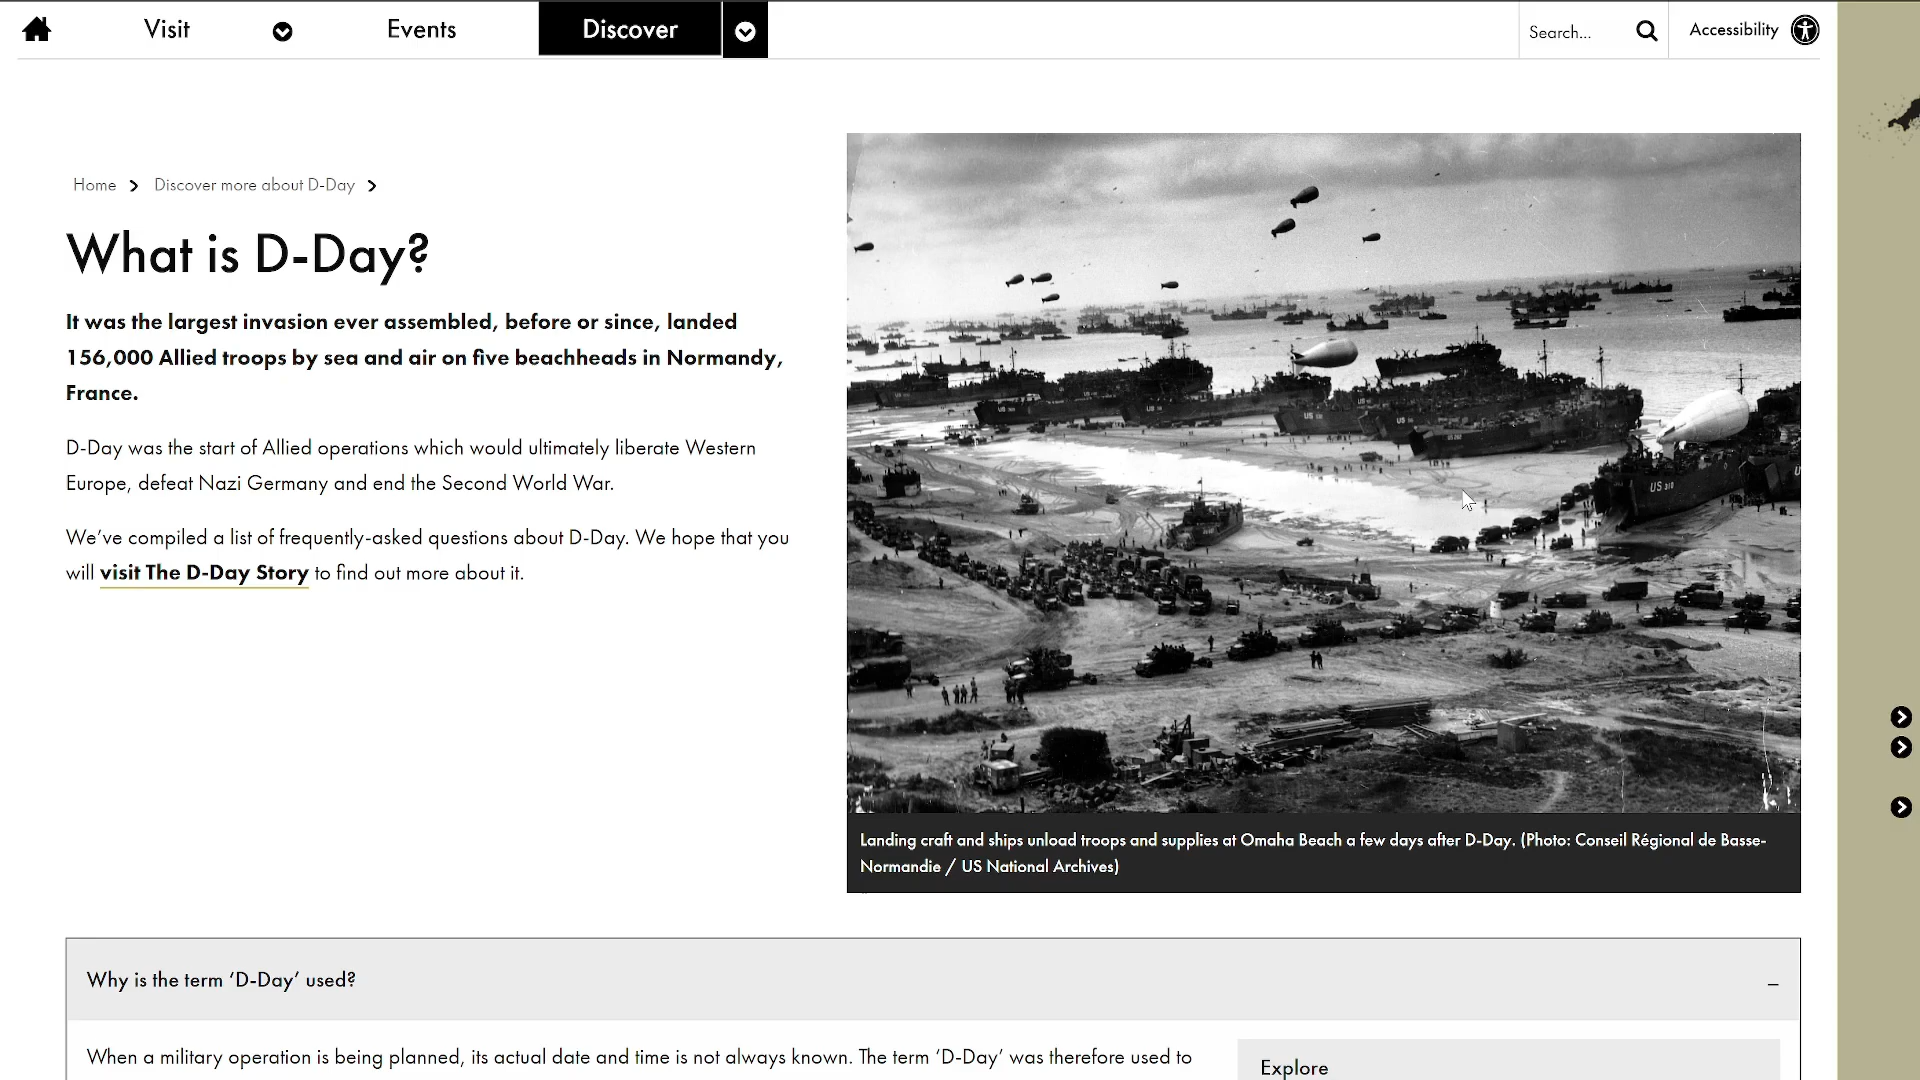 Visit
Events
Discover
Search...
Accessibility
Home
Discover more about D-Day
What is D-Day?
It was the largest invasion ever assembled, before or since, landed
156,000 Allied troops by sea and air on five beachheads in Normandy,
France.
D-Day was the start of Allied operations which would ultimately liberate Western
Europe, defeat Nazi Germany and end the Second World War.
We’ve compiled a list of frequently-asked questions about D-Day. We hope that you
will visit The D-Day Story to find out more about it.
US 310
Landing craft and ships unload troops and supplies at Omaha Beach a few days after D-Day. (Photo: Conseil Régional de Basse-
Normandie / US National Archives)
Why is the term ‘D-Day’ used?
When a military operation is being planned, its actual date and time is not always known. The term ‘D-Day’ was therefore used to
Explore